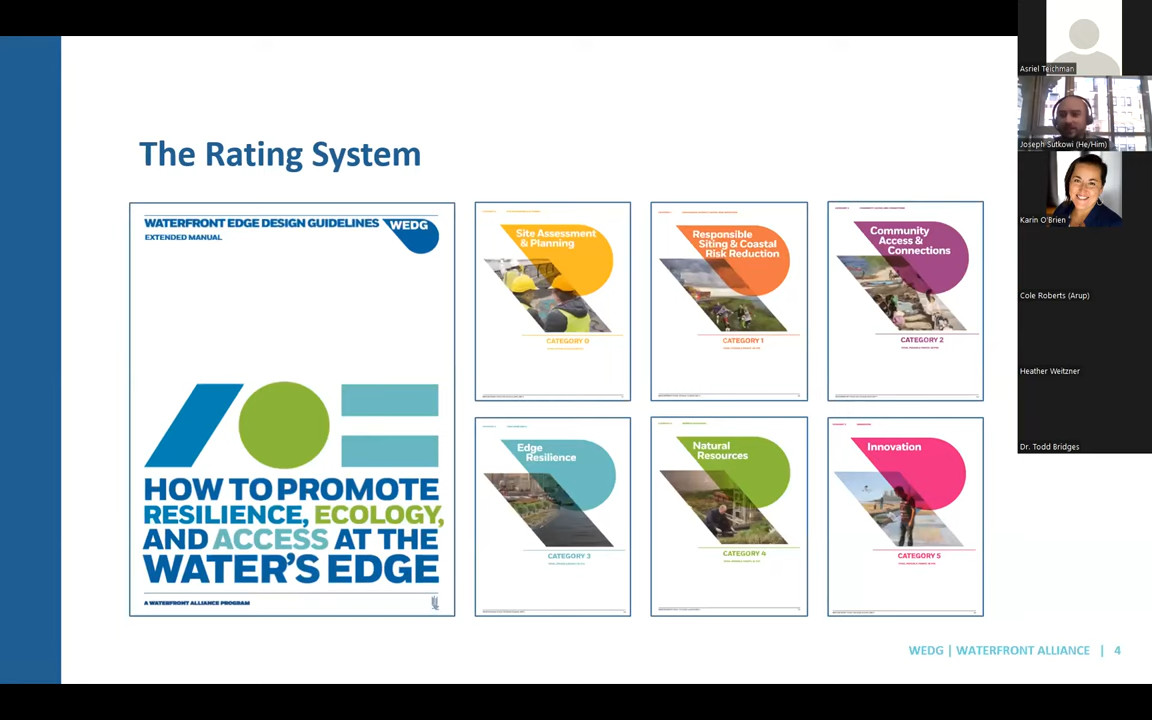 The Rating System
WATERFRONT EDGE DESIGN GUIDELINES
WEDG
EXTENDED MANUAL
HOW TO PROMOTE
RESILIENCE, ECOLOGY,
AND ACCESS AT THE
WATER'S EDGE
A WATERFRONT ALLIANCE PROGRAM
Site Assessment
& Planning
CATEGORY 0
Responsible
Siting & Coastal
Risk Reduction
CATEGORY 1
Community
Access &
Connections
CATEGORY 2
Edge
Resilience
CATEGORY 3
Natural
Resources
CATEGORY 4
Innovation
CATEGORY 5
WEDG | WATERFRONT ALLIANCE | 4
Asriel Teichman
Joseph Sutkowi (He/Him)
Karin O'Brien
Cole Roberts (Arup)
Heather Weitzner
Dr. Todd Bridges